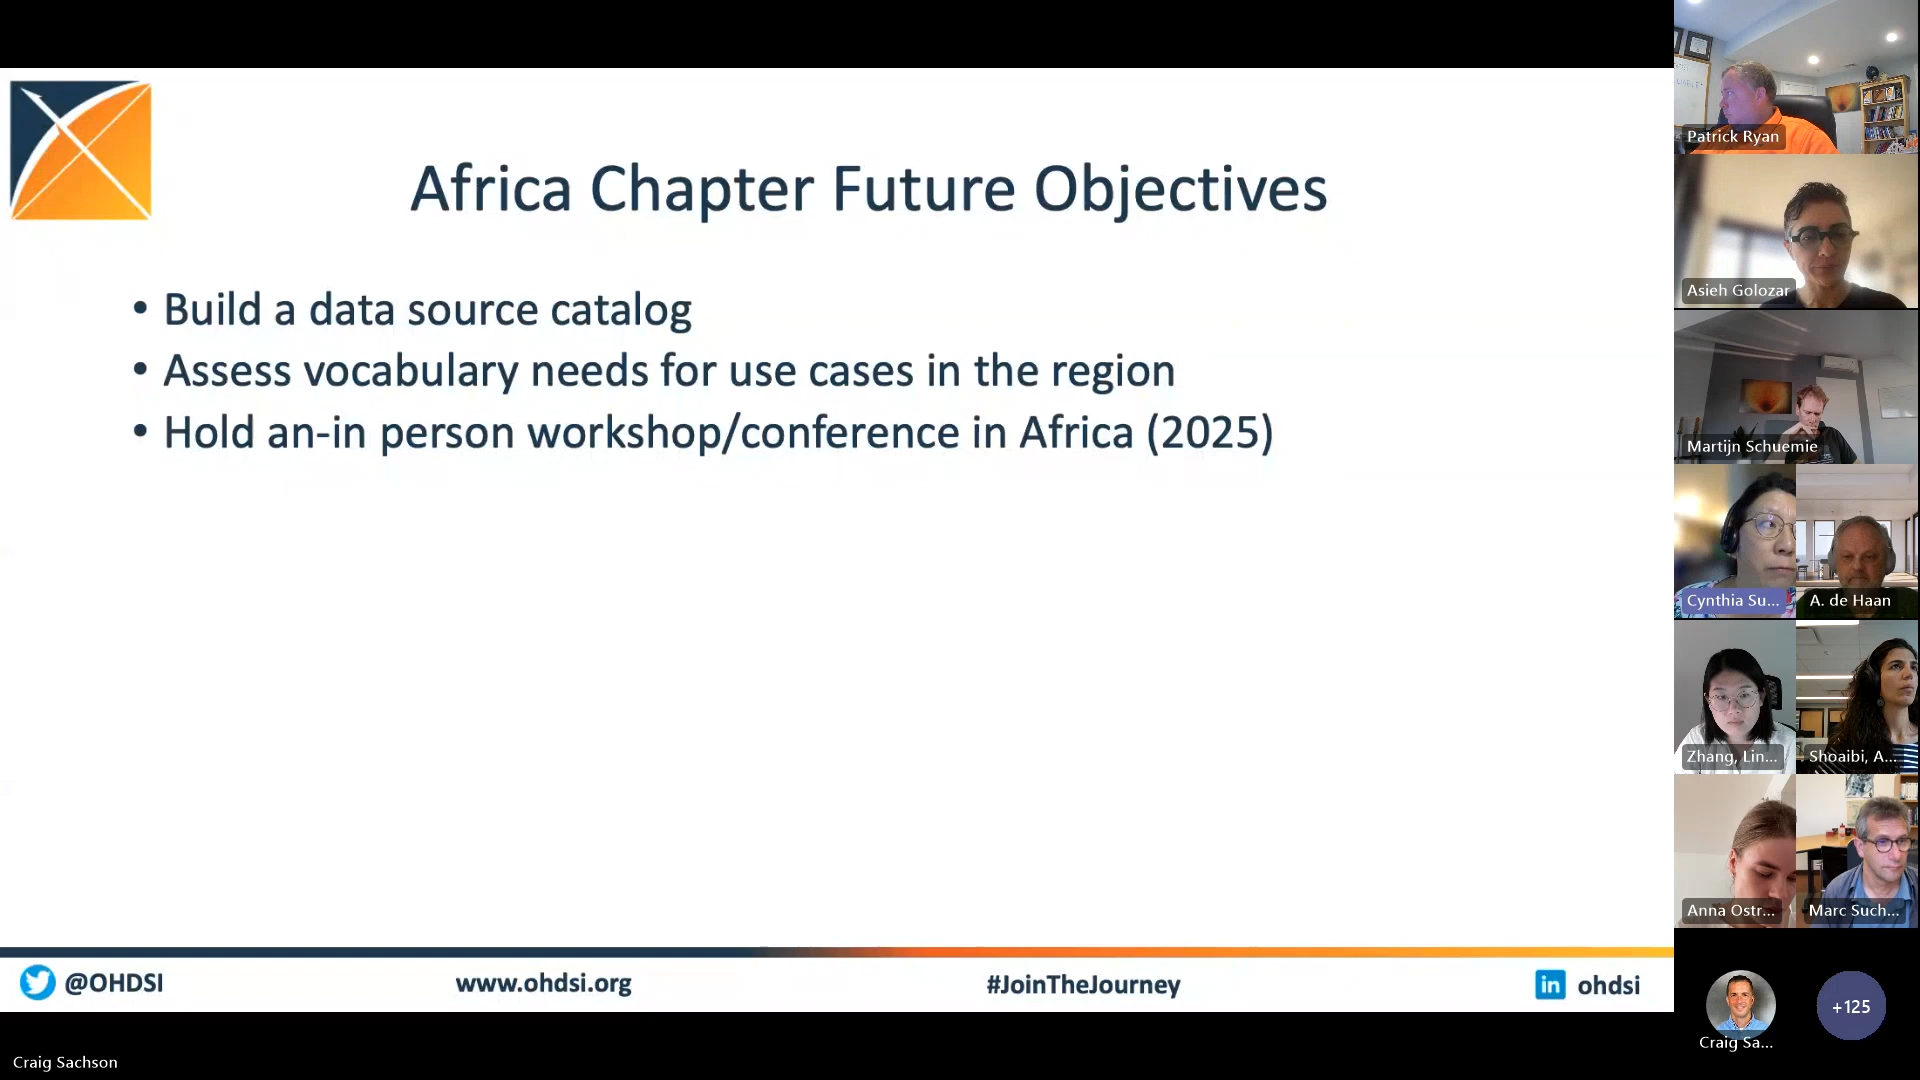 Africa Chapter Future Objectives
• Build a data source catalog
• Assess vocabulary needs for use cases in the region
• Hold an-in person workshop/conference in Africa (2025)
@OHDSI
www.ohdsi.org
#JoinTheJourney
in ohdsi
Craig Sachson
Patrick Ryan
Asieh Golozar
Martijn Schuemie
Cynthia Su...
A. de Haan
Zhang, Lin...
Shoaibi, A...
Anna Ostr...
Marc Such...
Craig Sa...
+125